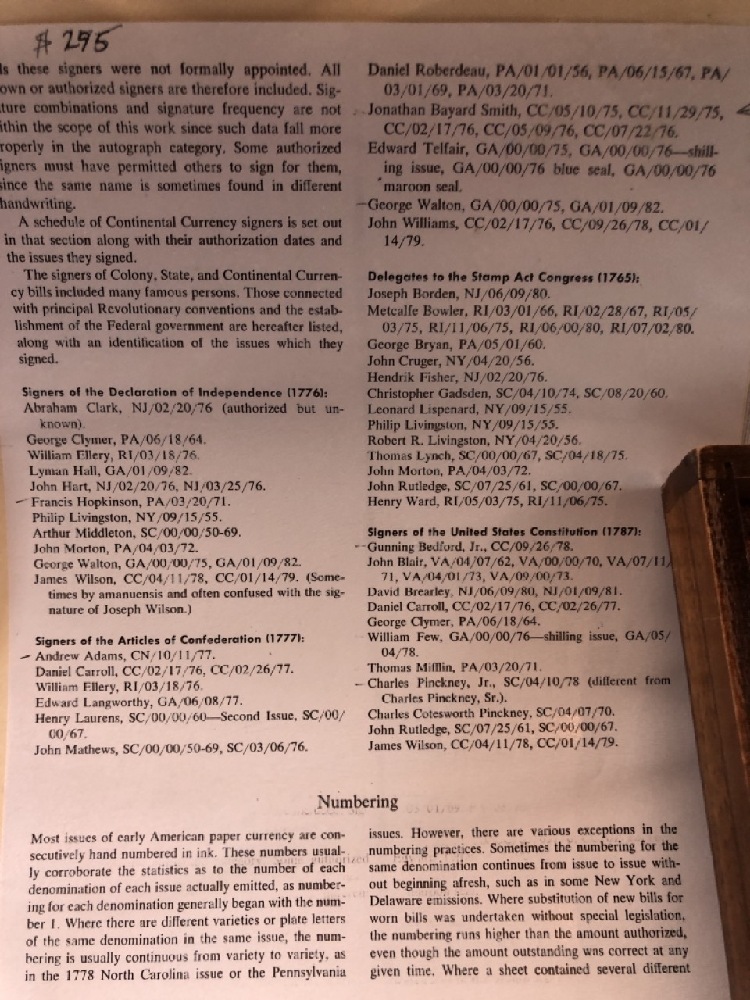 # 295
ls these signers were not formally appointed. All
own or authorized signers are therefore included. Sig-
ture combinations and signature frequency are not
ithin the scope of this work since such data fall more
roperly in the autograph category. Some authorized
igners must have permitted others to sign for them,
since the same name is sometimes found in different
handwriting.
A schedule of Continental Currency signers is set out
in that section along with their authorization dates and
the issues they signed.
The signers of Colony, State, and Continental Curren-
cy bills included many famous persons. Those connected
with principal Revolutionary conventions and the estab-
lishment of the Federal government are hereafter listed,
along with an identification of the issues which they
signed.
Signers of the Declaration of Independence (1776):
Abraham Clark, NJ/02/20/76 (authorized but un-
known).
George Clymer, PA/06/18/64.
William Ellery, RI/03/18/76.
Lyman Hall, GA/01/09/82.
John Hart, NJ/02/20/76, NJ/03/25/76.
Francis Hopkinson, PA/03/20/71.
Philip Livingston, NY/09/15/55.
Arthur Middleton, SC/00/00/50-69.
John Morton, PA/04/03/72.
George Walton, GA/00/00/75, GA/01/09/82.
James Wilson, CC/04/11/78, CC/01/14/79. (Some-
times by amanuensis and often confused with the sig-
nature of Joseph Wilson.)
Signers of the Articles of Confederation (1777):
Andrew Adams, CN/10/11/77.
Daniel Carroll, CC/02/17/76, CC/02/26/77.
William Ellery, RI/03/18/76.
Edward Langworthy, GA/06/08/77.
Henry Laurens, SC/00/00/60—Second Issue, SC/00/
00/67.
John Mathews, SC/00/00/50-69, SC/03/06/76.
Daniel Roberdeau, PA/01/01/56, PA/06/15/67, PA/
03/01/69, PA/03/20/71.
Jonathan Bayard Smith, CC/05/10/75, CC/11/29/75,
CC/02/17/76, CC/05/09/76, CC/07/22/76.
Edward Telfair, GA/00/00/75, GA/00/00/76—shill-
ing issue, GA/00/00/76 blue seal, GA/00/00/76
maroon seal.
George Walton, GA/00/00/75, GA/01/09/82.
John Williams, CC/02/17/76, CC/09/26/78, CC/01/
14/79.
Delegates to the Stamp Act Congress (1765):
Joseph Borden, NJ/06/09/80.
Metcalfe Bowler, RI/03/01/66, RI/02/28/67, RI/05/
03/75, RI/11/06/75, RI/06/00/80, RI/07/02/80.
George Bryan, PA/05/01/60.
John Cruger, NY/04/20/56.
Hendrik Fisher, NJ/02/20/76.
Christopher Gadsden, SC/04/10/74, SC/08/20/60.
Leonard Lispenard, NY/09/15/55.
Philip Livingston, NY/09/15/55.
Robert R. Livingston, NY/04/20/56.
Thomas Lynch, SC/00/00/67, SC/04/18/75.
John Morton, PA/04/03/72.
John Rutledge, SC/07/25/61, SC/00/00/67.
Henry Ward, RI/05/03/75, RI/11/06/75.
Signers of the United States Constitution (1787):
Gunning Bedford, Jr., CC/09/26/78.
John Blair, VA/04/07/62, VA/00/00/70, VA/07/11/
71, VA/04/01/73, VA/09/00/73.
David Brearley, NJ/06/09/80, NJ/01/09/81.
Daniel Carroll, CC/02/17/76, CC/02/26/77.
George Clymer, PA/06/18/64.
William Few, GA/00/00/76—shilling issue, GA/05/
04/78.
Thomas Mifflin, PA/03/20/71.
Charles Pinckney, Jr., SC/04/10/78 (different from
Charles Pinckney, Sr.).
Charles Cotesworth Pinckney, SC/04/07/70.
John Rutledge, SC/07/25/61, SC/00/00/67.
James Wilson, CC/04/11/78, CC/01/14/79.
Numbering
Most issues of early American paper currency are con-
secutively hand numbered in ink. These numbers usual-
ly corroborate the statistics as to the number of each
denomination of each issue actually emitted, as number-
ing for each denomination generally began with the num-
ber 1. Where there are different varieties or plate letters
of the same denomination in the same issue, the num-
bering is usually continuous from variety to variety, as
in the 1778 North Carolina issue or the Pennsylvania
issues. However, there are various exceptions in the
numbering practices. Sometimes the numbering for the
same denomination continues from issue to issue with-
out beginning afresh, such as in some New York and
Delaware emissions. Where substitution of new bills for
worn bills was undertaken without special legislation,
the numbering runs higher than the amount authorized,
even though the amount outstanding was correct at any
given time. Where a sheet contained several different